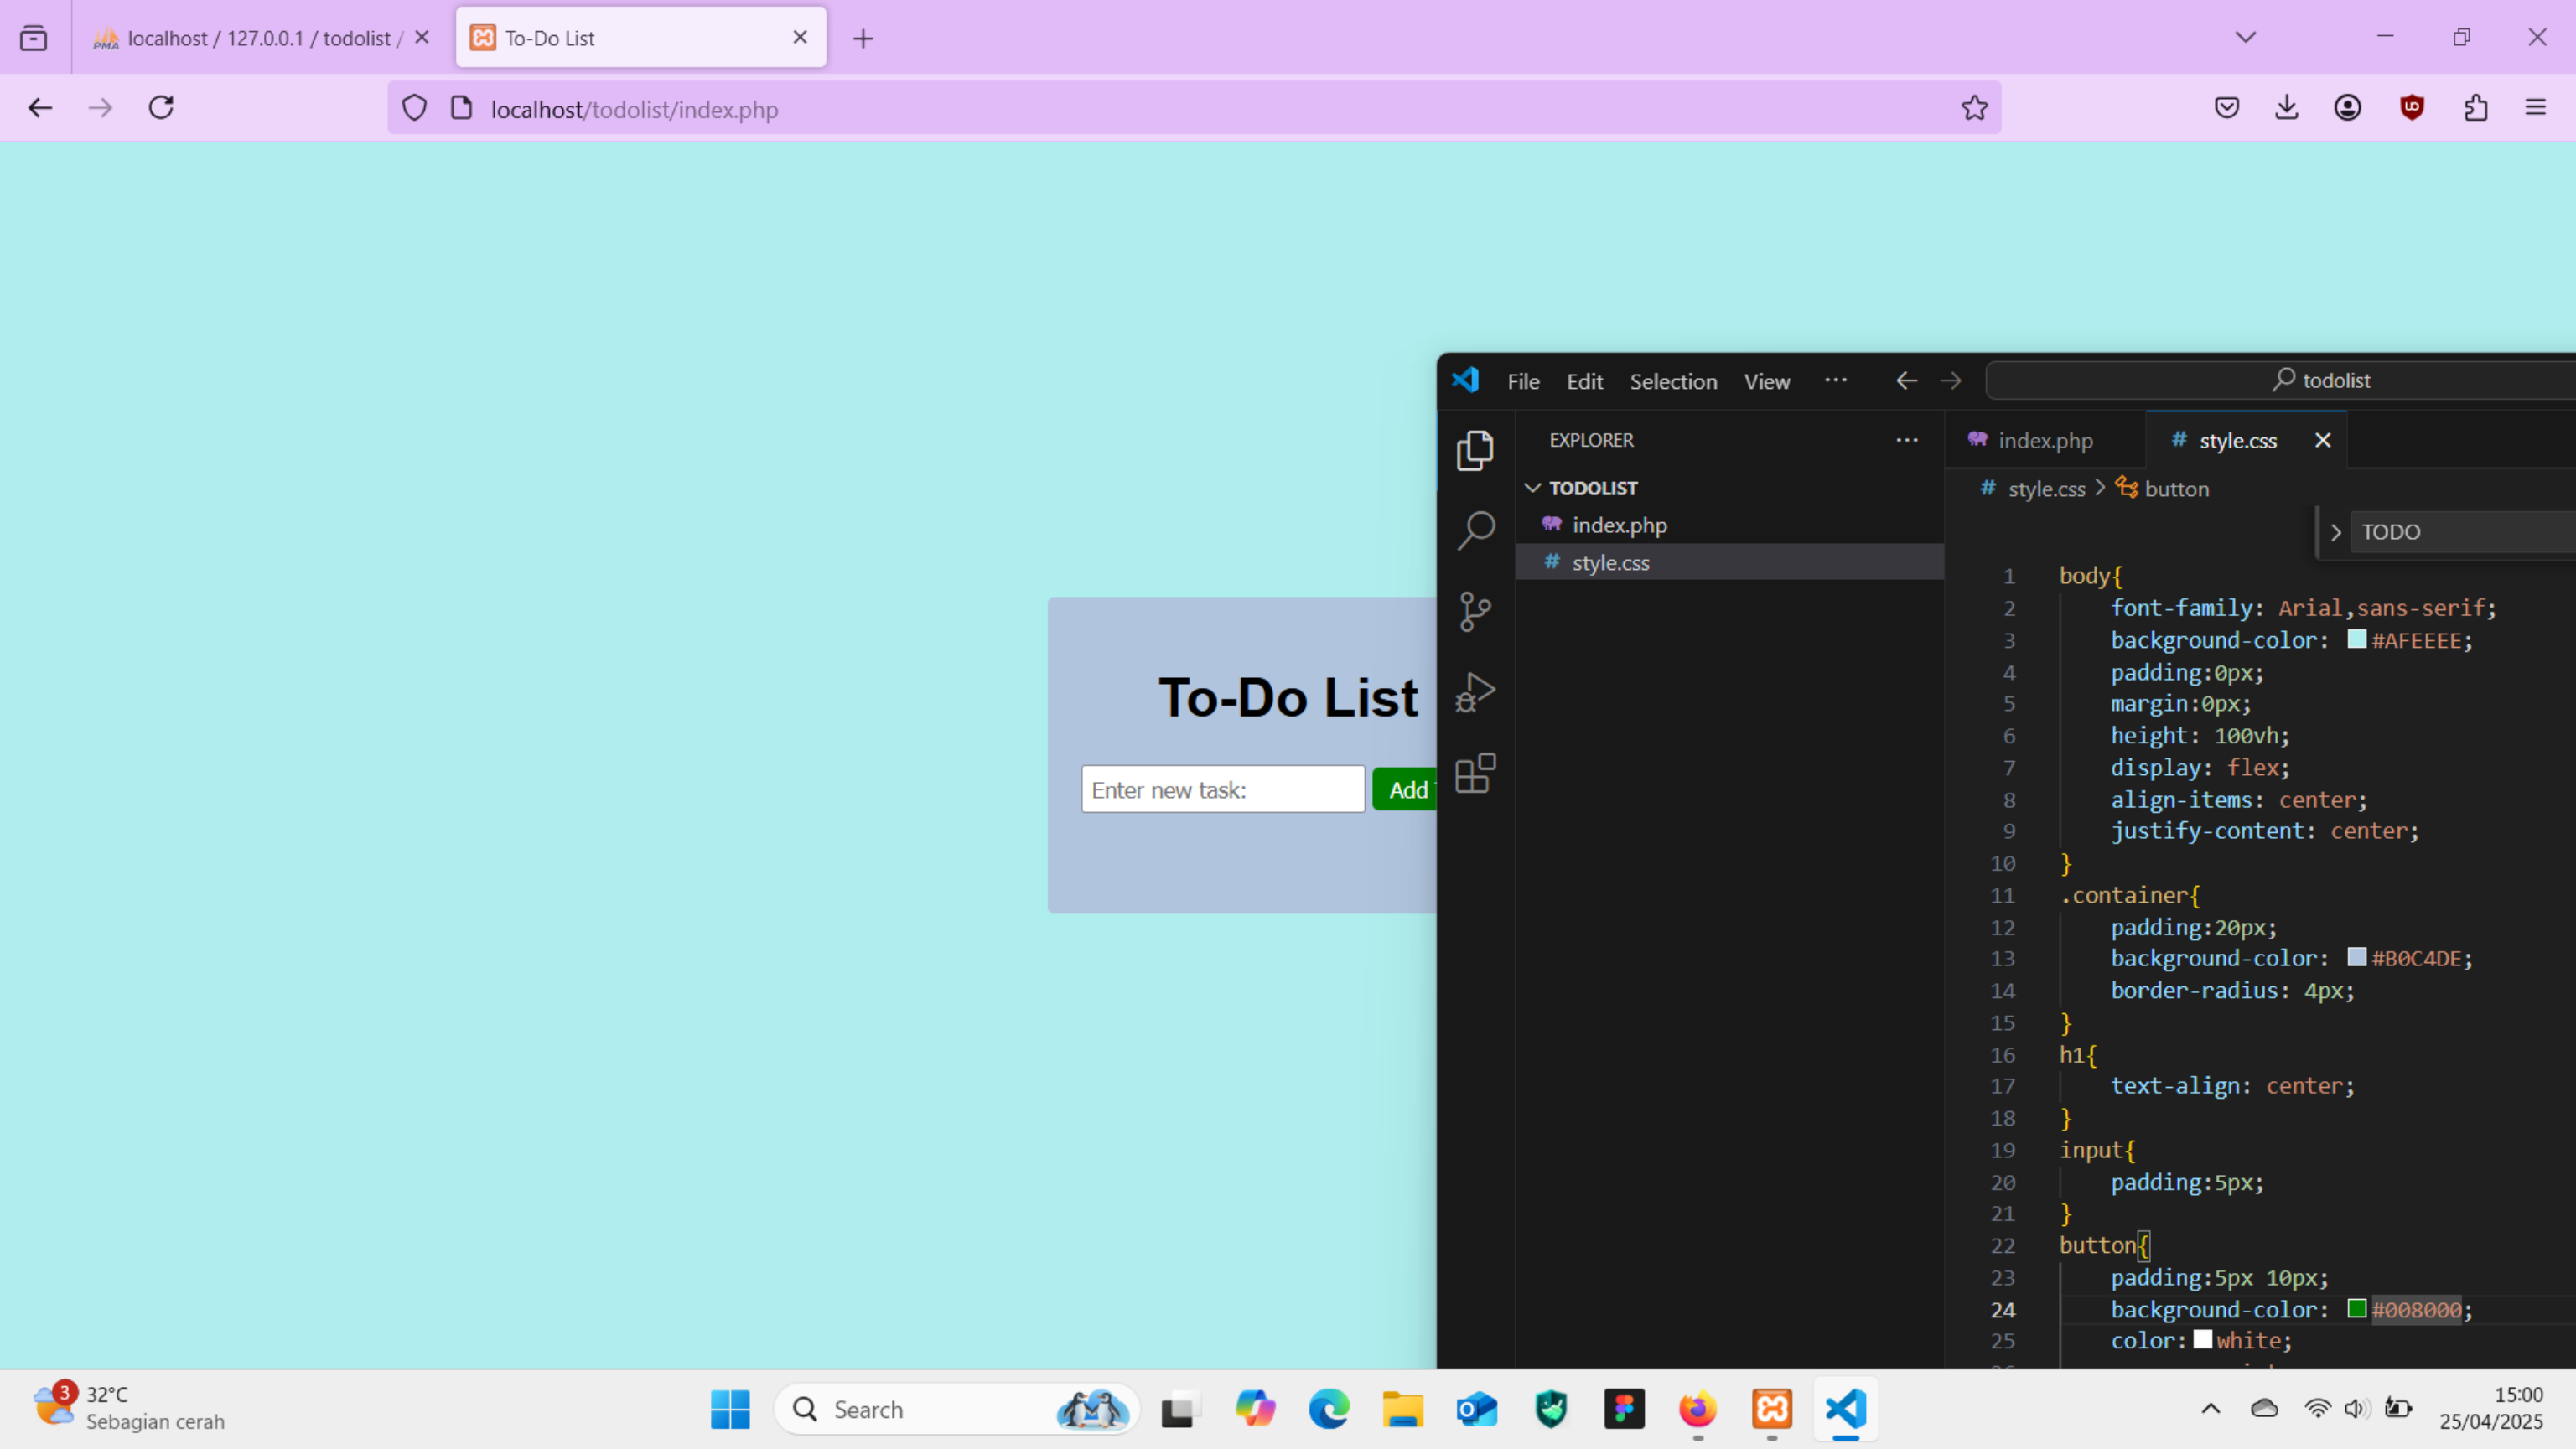 localhost / 127.0.0.1 / todolist /
To-Do List
localhost/todolist/index.php
To-Do List
Enter new task:
Add
File Edit Selection View
todolist
EXPLORER
TODOLIST
index.php
style.css
index.php
style.css
style.css > button
TODO
1 body{
2 font-family: Arial,sans-serif;
3 background-color: #AFEEEE;
4 padding:0px;
5 margin:0px;
6 height: 100vh;
7 display: flex;
8 align-items: center;
9 justify-content: center;
10 }
11 .container{
12 padding:20px;
13 background-color: #B0C4DE;
14 border-radius: 4px;
15 }
16 h1{
17 text-align: center;
18 }
19 input{
20 padding:5px;
21 }
22 button{
23 padding:5px 10px;
24 background-color: #008000;
25 color:white;
3
32°C
Sebagian cerah
Search
15:00
25/04/2025